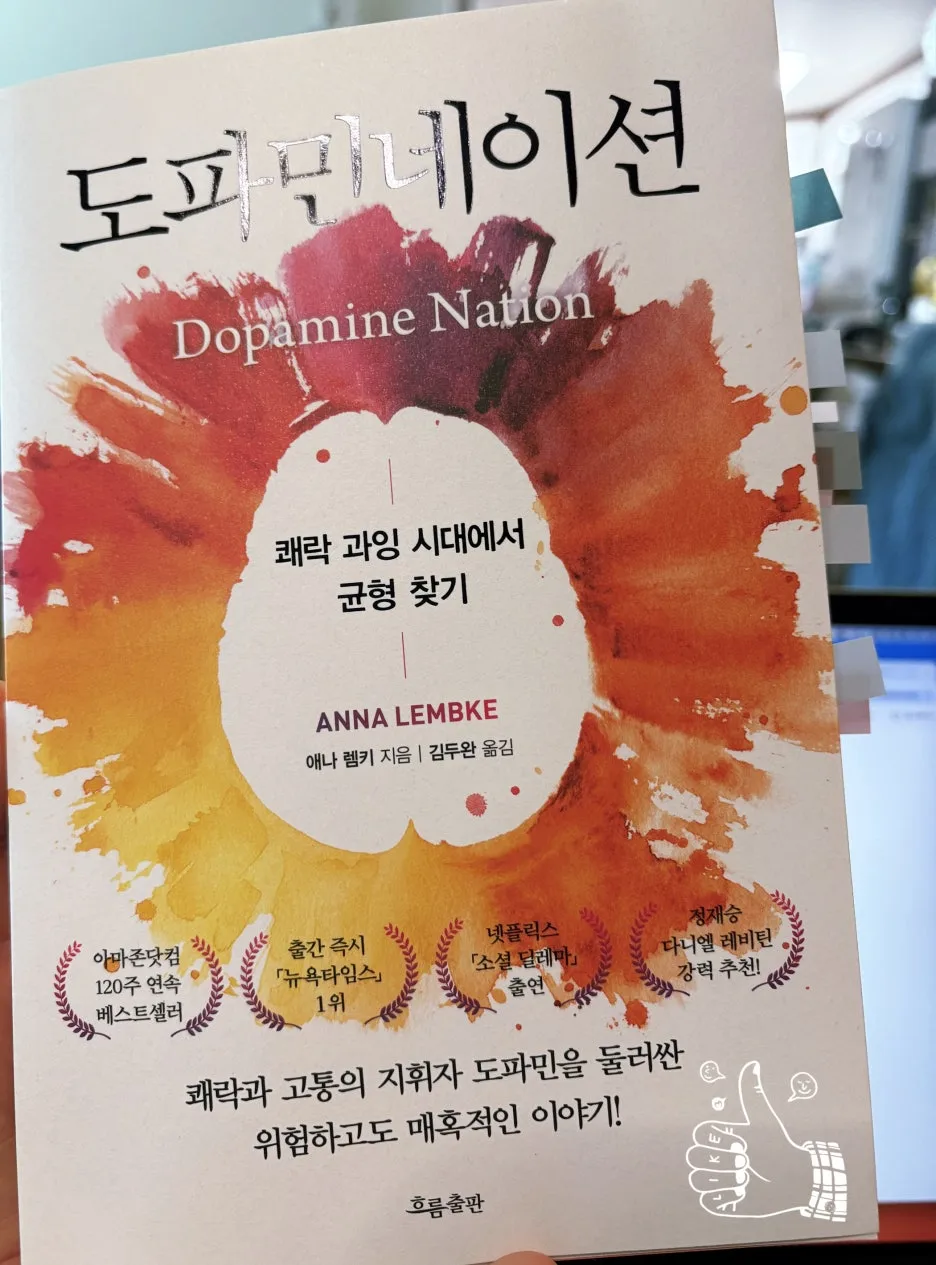 도파민네이션
Dopamine Nation
쾌락 과잉 시대에서
균형 찾기
ANNA LEMBKE
애나 렘키 지음 | 김두완 옮김
아마존닷컴
120주 연속
베스트셀러
출간 즉시
「뉴욕타임스」
1위
넷플릭스
「소셜 딜레마」
출연
정재승
다니엘 레비틴
강력 추천!
쾌락과 고통의 지휘자 도파민을 둘러싼
위험하고도 매혹적인 이야기!
LIKE
흐름출판